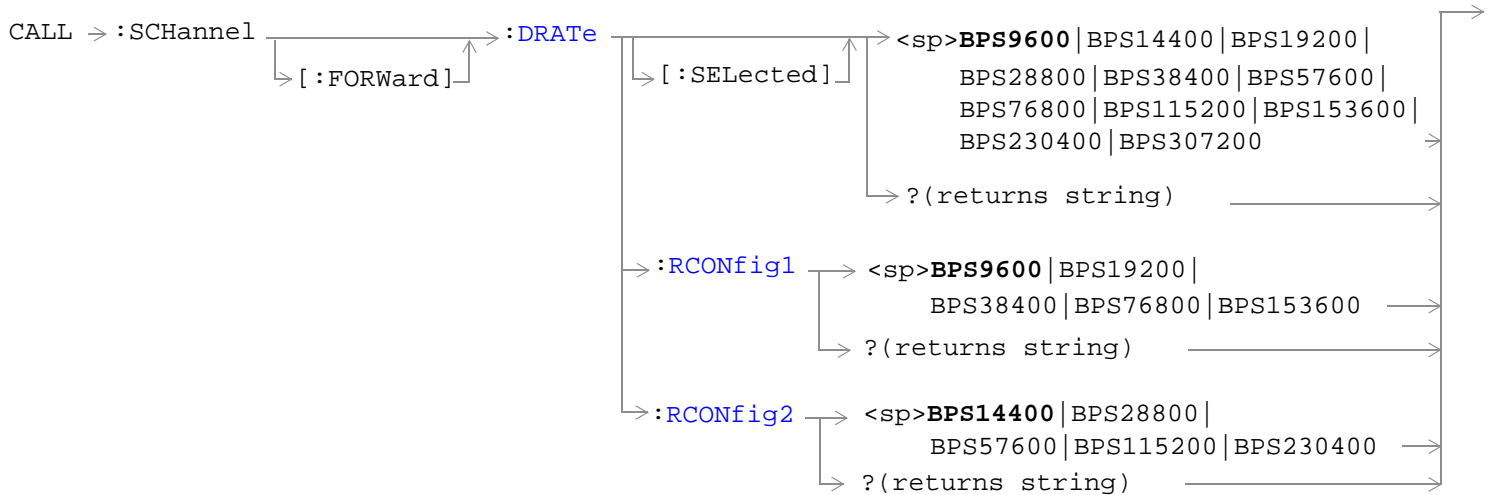 CALL :SCHannel :DRATe <sp>BPS9600|BPS14400|BPS19200|
[:FORWard] [:SELected] BPS28800|BPS38400|BPS57600|
BPS76800|BPS115200|BPS153600|
BPS230400|BPS307200
?(returns string)
:RCONfig1 <sp>BPS9600|BPS19200|
BPS38400|BPS76800|BPS153600
?(returns string)
:RCONfig2 <sp>BPS14400|BPS28800|
BPS57600|BPS115200|BPS230400
?(returns string)